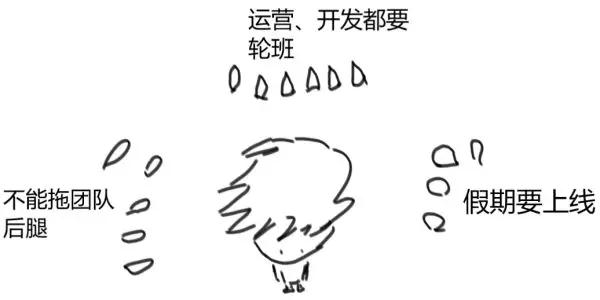 运营、开发都要
轮班
不能拖团队
后腿
假期要上线